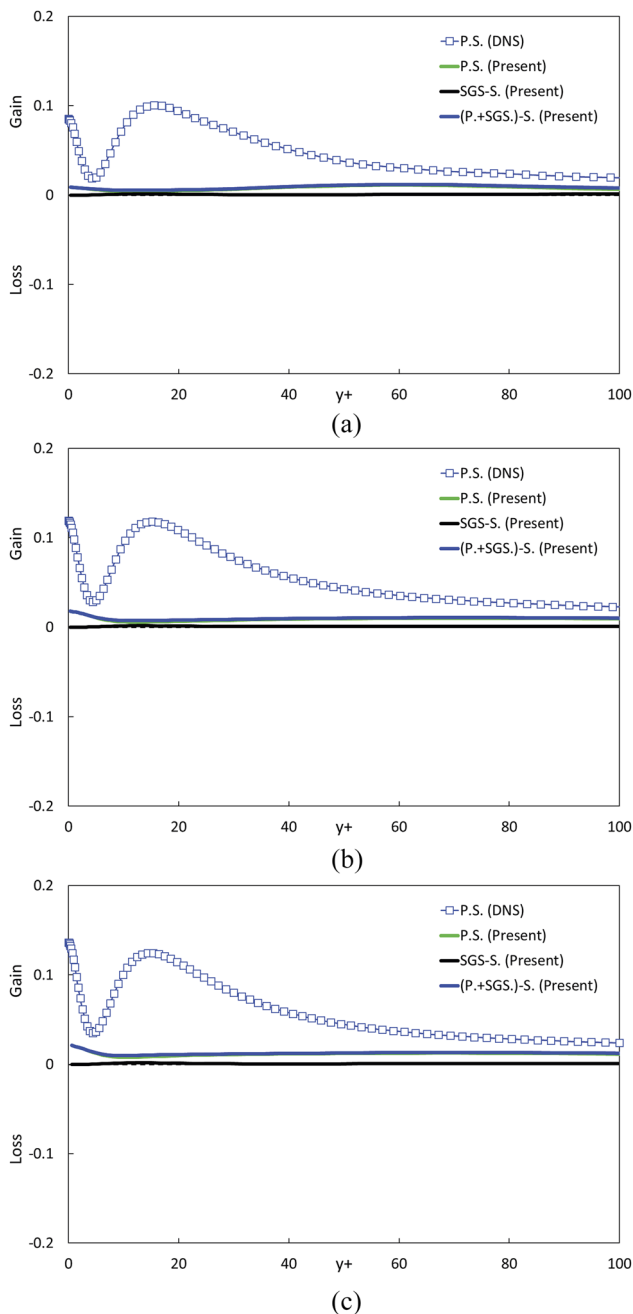 0.2
P.S. (DNS)
P.S. (Present)
0.1
SGS-S. (Present)
Gain
(P.+SGS.)-S. (Present)
0
Loss
-0.1
-0.2
0 20 40 y+ 60 80 100
(a)
0.2
P.S. (DNS)
P.S. (Present)
0.1
SGS-S. (Present)
Gain
(P.+SGS.)-S. (Present)
0
Loss
-0.1
-0.2
0 20 40 y+ 60 80 100
(b)
0.2
P.S. (DNS)
P.S. (Present)
0.1
SGS-S. (Present)
Gain
(P.+SGS.)-S. (Present)
0
Loss
-0.1
-0.2
0 20 40 y+ 60 80 100
(c)